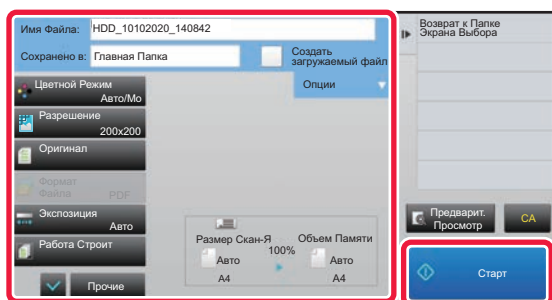 Имя Файла: HDD_10102020_140842
Сохранено в: Главная Папка
Создать
загружаемый файл
Опции
Цветной Режим
Авто/Mo
Разрешение
200x200
Оригинал
Формат
Файла
PDF
Экспозиция
Авто
Работа Строит
Прочие
Размер Скан-Я
100%
Объем Памяти
Авто
Авто
A4
A4
Возврат к Папке
Экрана Выбора
Предварит.
Просмотр
CA
Старт